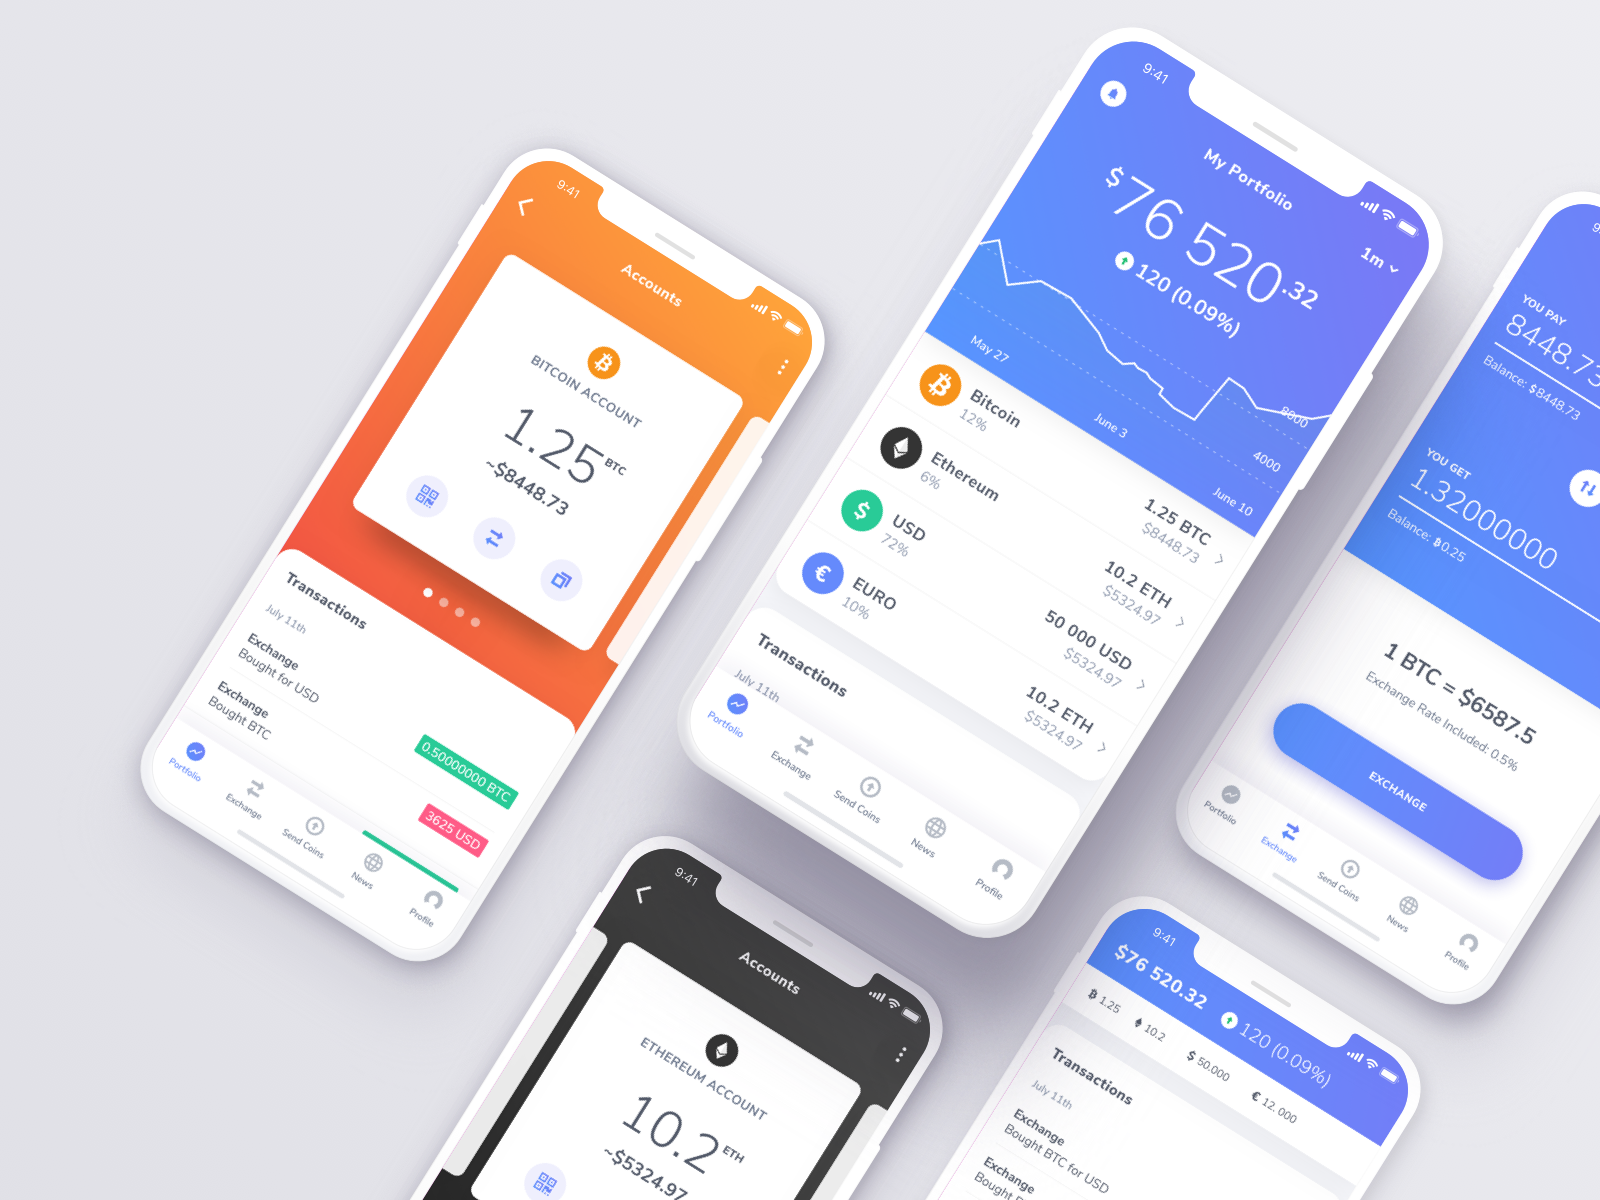 9:41
Accounts
BITCOIN ACCOUNT
1.25 BTC
~$8448.73
Transactions
July 11th
Exchange
Bought for USD
0.50000000 BTC
Exchange
Bought BTC
3625 USD
Portfolio
Exchange
Send Coins
News
Profile
9:41
My Portfolio
$76 520.32
1m
120 (0.09%)
8000
4000
May 27
June 3
June 10
Bitcoin
12%
1.25 BTC
$8448.73
Ethereum
6%
10.2 ETH
$5324.97
USD
72%
50 000 USD
$5324.97
EURO
10%
10.2 ETH
$5324.97
Transactions
July 11th
Portfolio
Exchange
Send Coins
News
Profile
YOU PAY
8448.73
Balance: $8448.73
YOU GET
1.32000000
Balance: ₿0.25
1 BTC = $6587.5
Exchange Rate Included: 0.5%
EXCHANGE
Portfolio
Exchange
Send Coins
News
Profile
9:41
Accounts
ETHEREUM ACCOUNT
10.2 ETH
~$5324.97
9:41
$76 520.32
120 (0.09%)
₿ 1.25
10.2
$ 50.000
€ 12. 000
Transactions
July 11th
Exchange
Bought BTC for USD
Exchange
Bought